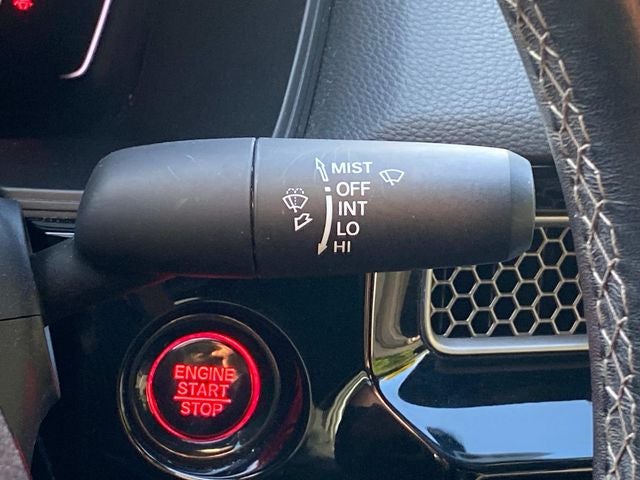 MIST
OFF
INT
LO
HI
ENGINE
START
STOP